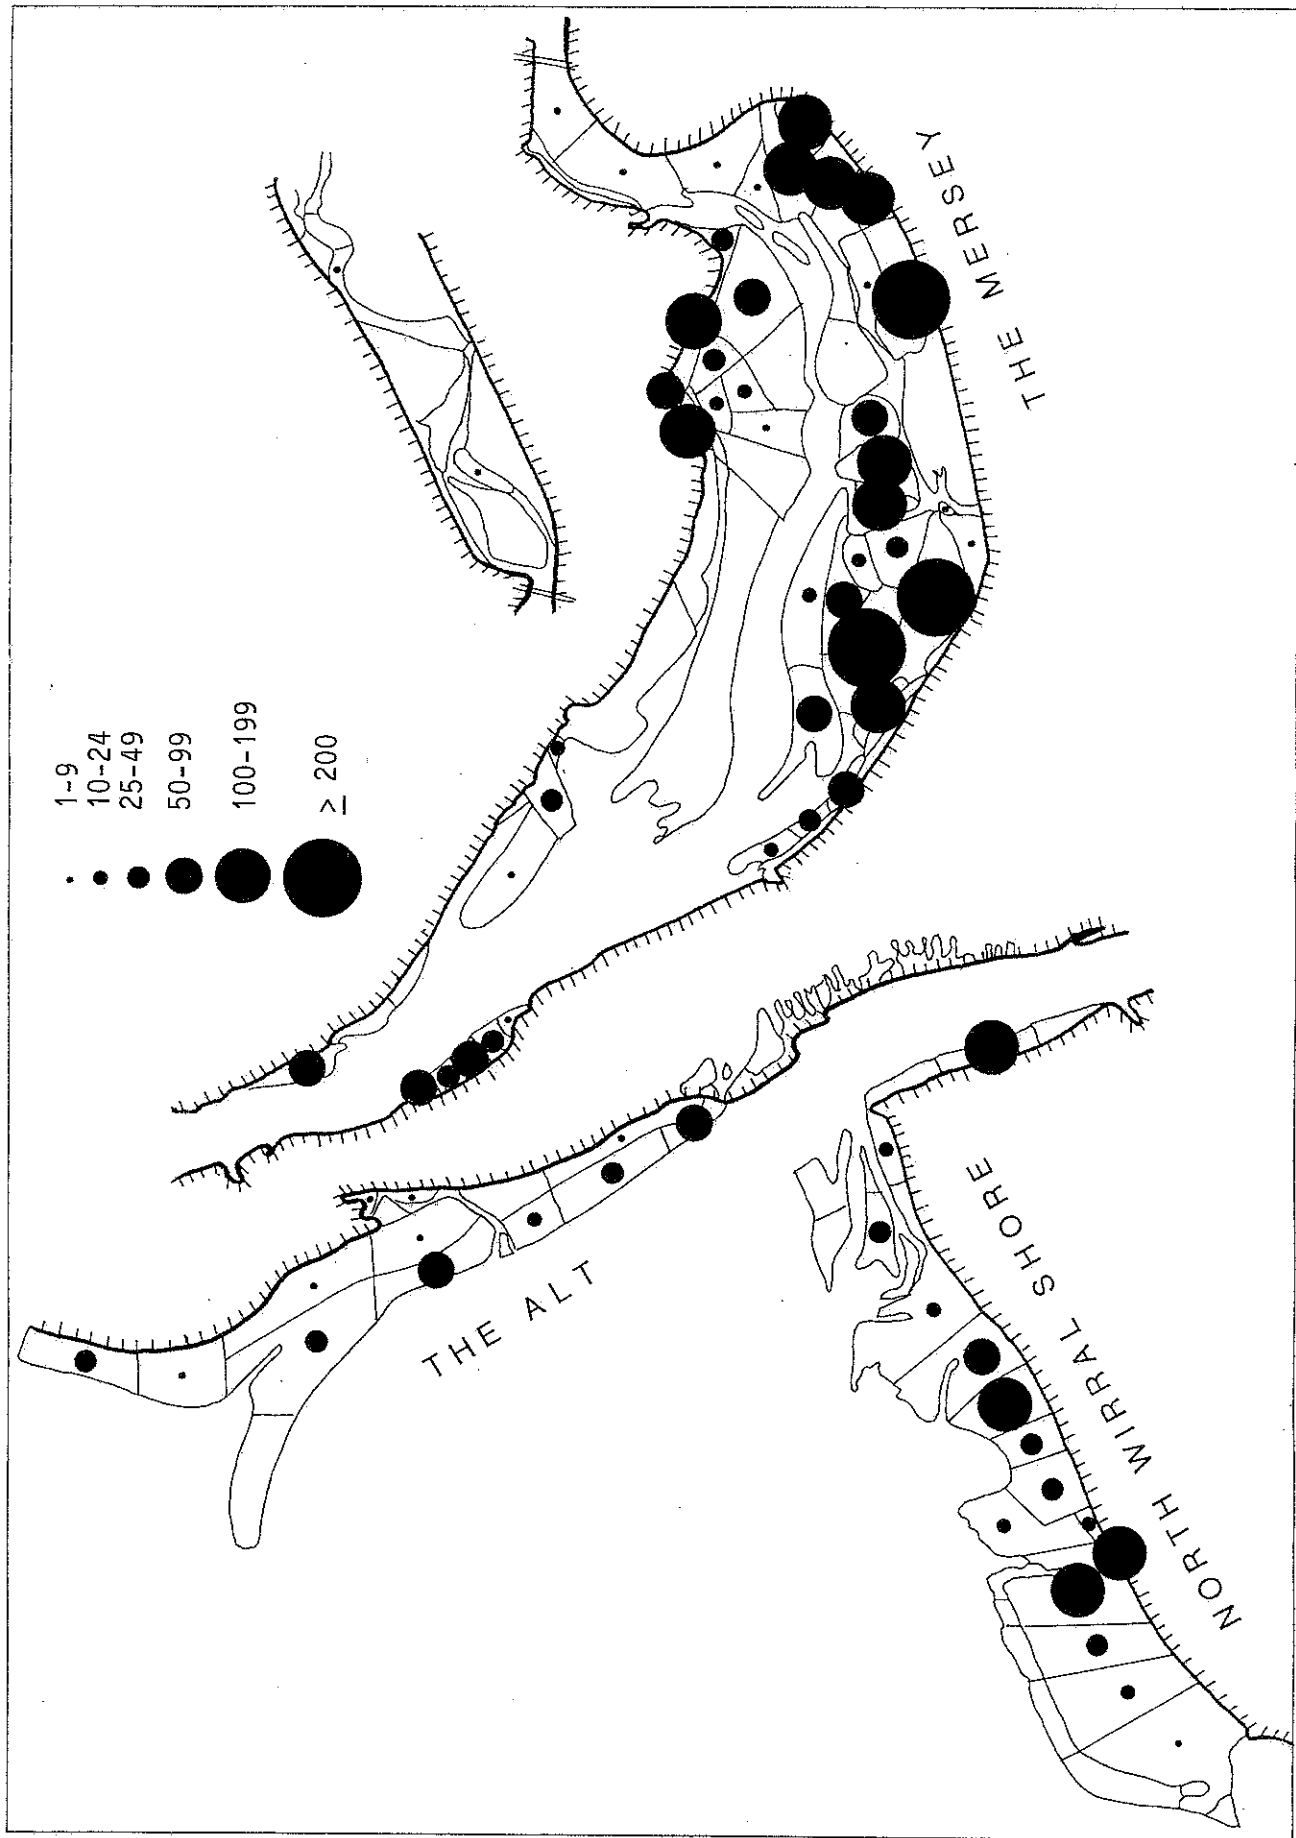 1-9
10-24
25-49
50-99
100-199
≥ 200
THE MERSEY
THE ALT
NORTH WIRRAL SHORE